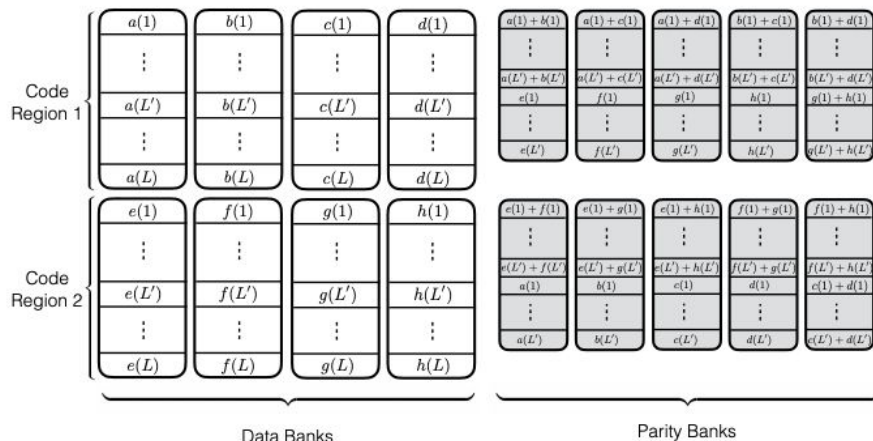 a(1) b(1) c(1) d(1) a(1) + b(1) a(1) + c(1) a(1) + d(1) b(1) + c(1) b(1) + d(1)
⋮ ⋮ ⋮ ⋮ ⋮ ⋮ ⋮ ⋮ ⋮
a(L′) + b(L′) a(L′) + c(L′) a(L′) + d(L′) b(L′) + c(L′) b(L′) + d(L′)
Code
Region 1
a(L′) b(L′) c(L′) d(L′) e(1) f(1) g(1) h(1) g(1) + h(1)
⋮ ⋮ ⋮ ⋮ ⋮ ⋮ ⋮ ⋮ ⋮
e(L′) f(L′) g(L′) h(L′) g(L′) + h(L′)
a(L) b(L) c(L) d(L)
e(1) f(1) g(1) h(1) e(1) + f(1) e(1) + g(1) e(1) + h(1) f(1) + g(1) f(1) + h(1)
⋮ ⋮ ⋮ ⋮ ⋮ ⋮ ⋮ ⋮ ⋮
e(L′) + f(L′) e(L′) + g(L′) e(L′) + h(L′) f(L′) + g(L′) f(L′) + h(L′)
Code
Region 2
e(L′) f(L′) g(L′) h(L′) a(1) b(1) c(1) d(1) c(1) + d(1)
⋮ ⋮ ⋮ ⋮ ⋮ ⋮ ⋮ ⋮ ⋮
a(L′) b(L′) c(L′) d(L′) c(L′) + d(L′)
e(L) f(L) g(L) h(L)
Data Banks Parity Banks